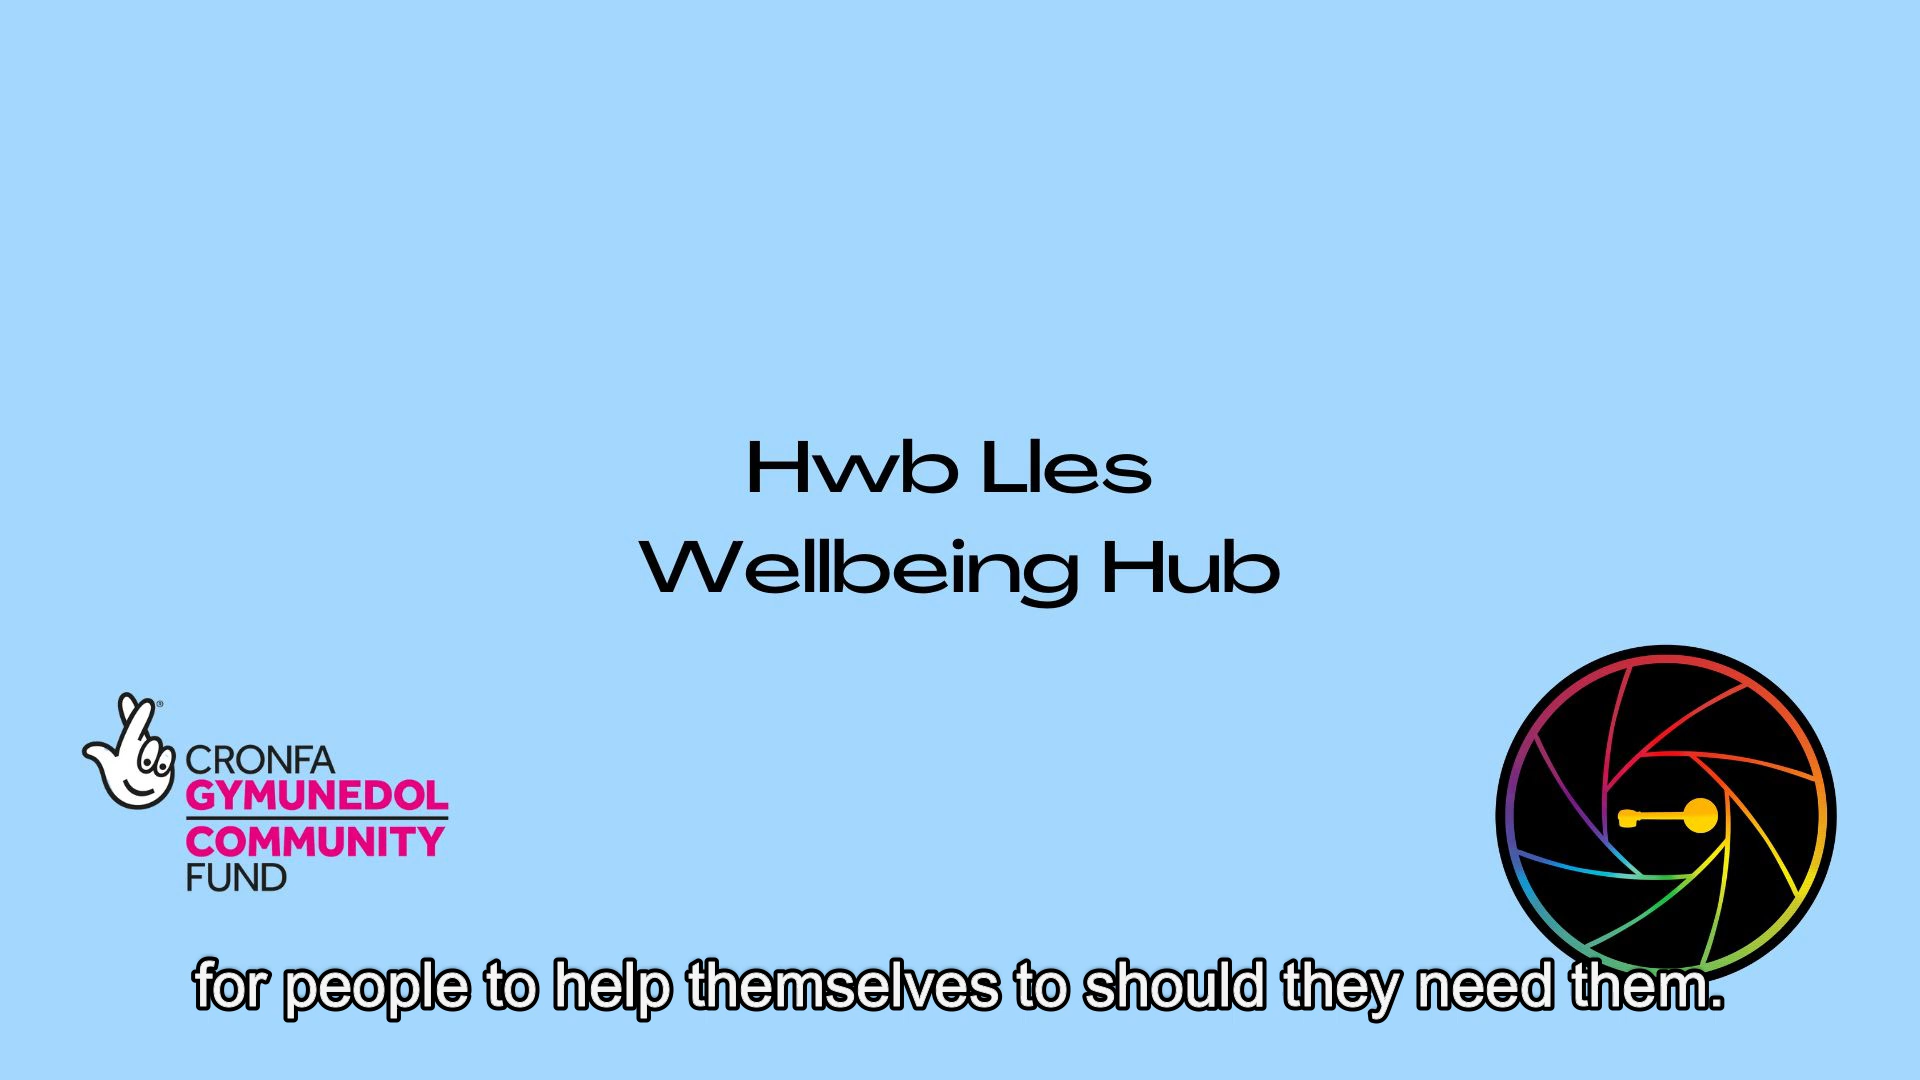 Hwb Lles
Wellbeing Hub
CRONFA
GYMUNEDOL
COMMUNITY
FUND
for people to help themselves to should they need them.